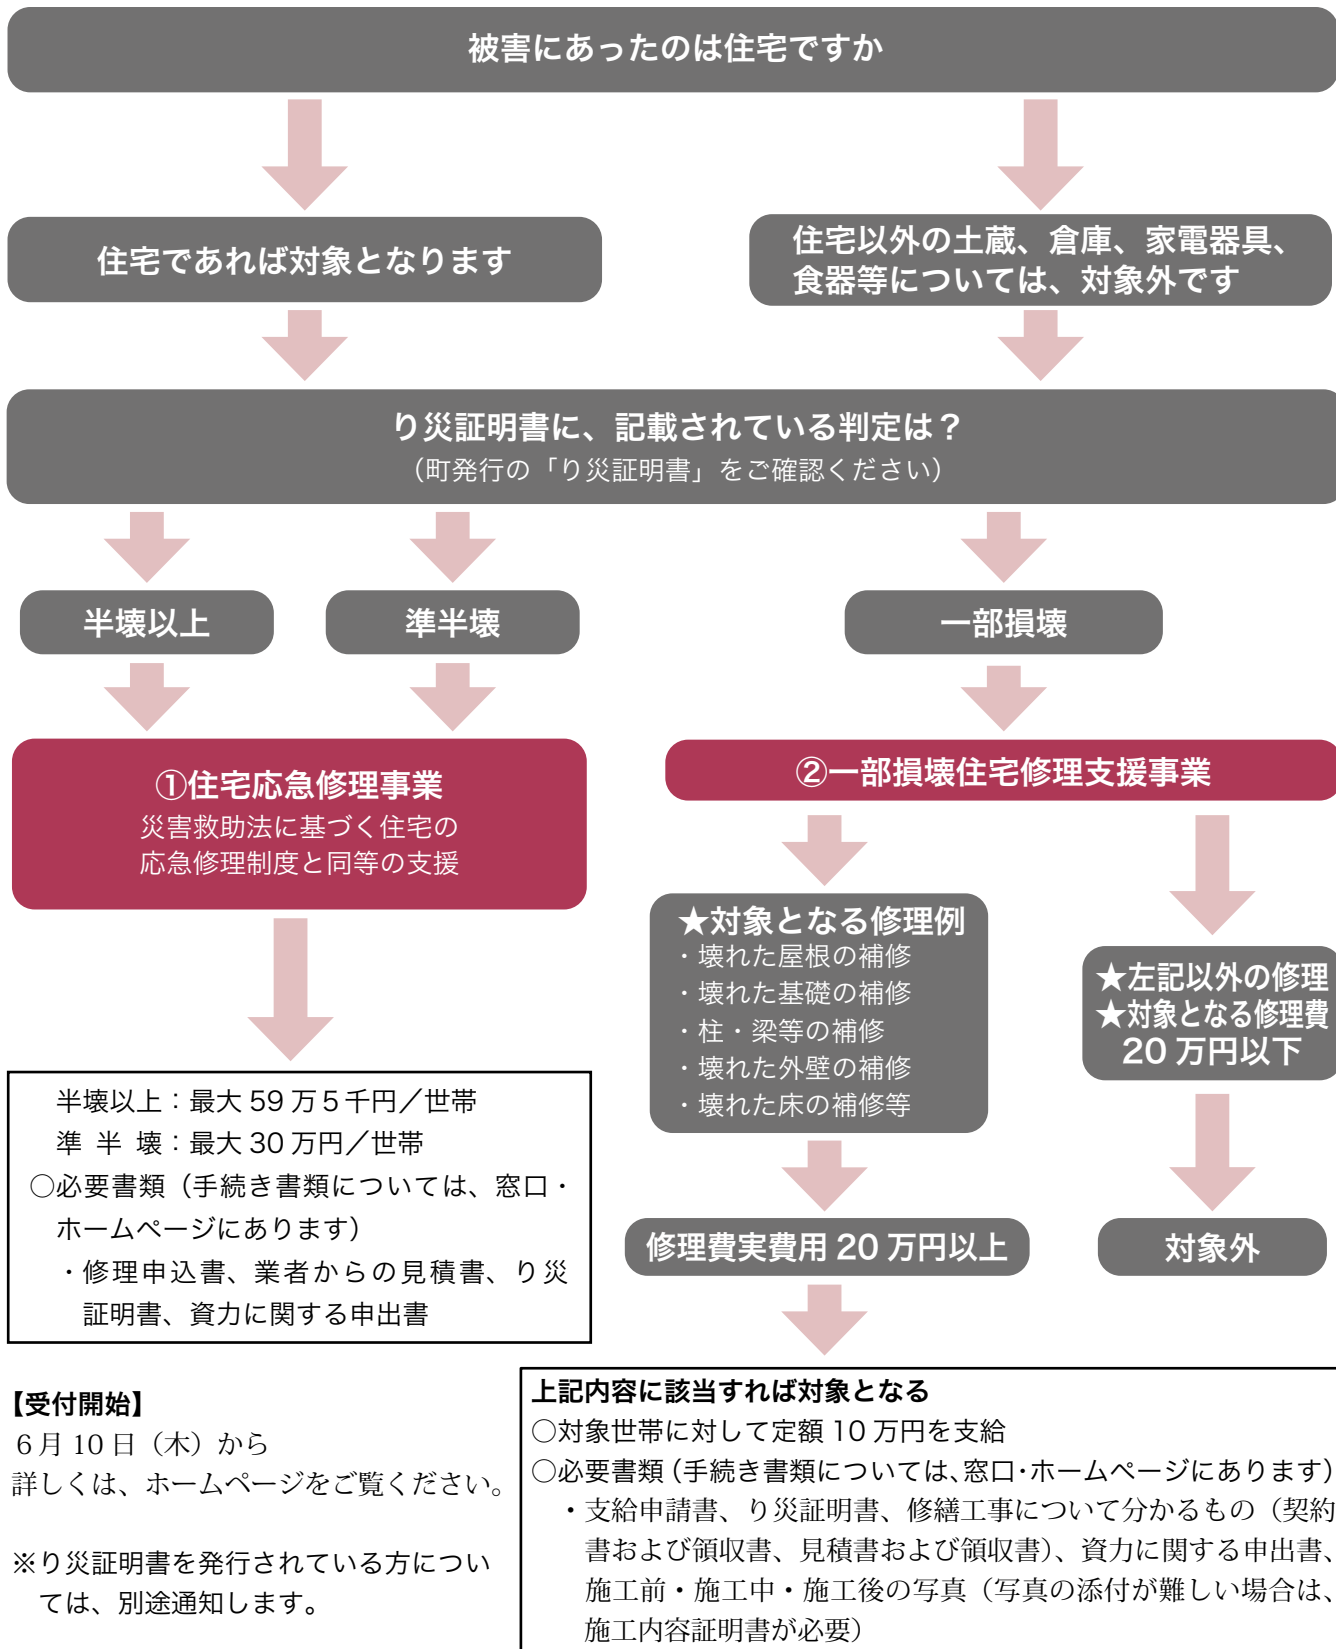 被害にあったのは住宅ですか
住宅であれば対象となります
住宅以外の土蔵、倉庫、家電器具、
食器等については、対象外です
り災証明書に、記載されている判定は？
（町発行の「り災証明書」をご確認ください）
半壊以上
準半壊
一部損壊
①住宅応急修理事業
災害救助法に基づく住宅の
応急修理制度と同等の支援
②一部損壊住宅修理支援事業
★対象となる修理例
・壊れた屋根の補修
・壊れた基礎の補修
・柱・梁等の補修
・壊れた外壁の補修
・壊れた床の補修等
★左記以外の修理
★対象となる修理費
20万円以下
修理費実費用 20 万円以上
対象外
半壊以上：最大 59 万５千円／世帯
準 半 壊：最大 30 万円／世帯
○必要書類（手続き書類については、窓口・
ホームページにあります）
・修理申込書、業者からの見積書、り災
証明書、資力に関する申出書
【受付開始】
６月 10 日（木）から
詳しくは、ホームページをご覧ください。
※り災証明書を発行されている方につい
ては、別途通知します。
上記内容に該当すれば対象となる
○対象世帯に対して定額 10 万円を支給
○必要書類（手続き書類については、窓口・ホームページにあります）
・支給申請書、り災証明書、修繕工事について分かるもの（契約
書および領収書、見積書および領収書）、資力に関する申出書、
施工前・施工中・施工後の写真（写真の添付が難しい場合は、
施工内容証明書が必要）